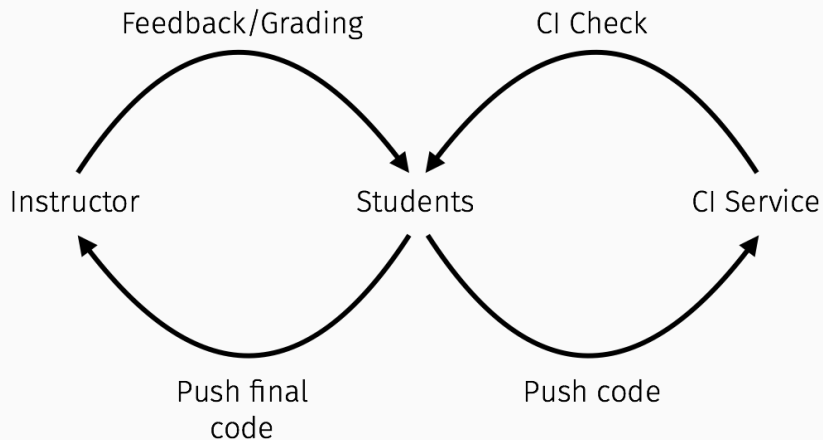 Feedback/Grading
CI Check
Instructor
Students
CI Service
Push final
code
Push code